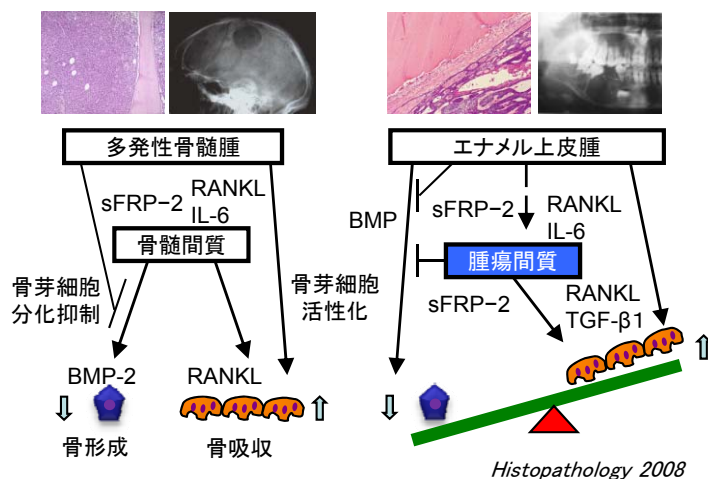 多発性骨髄腫
sFRP−2
RANKL
IL-6
骨髄間質
骨芽細胞
分化抑制
骨芽細胞
活性化
BMP-2
RANKL
骨形成
骨吸収
エナメル上皮腫
BMP
sFRP−2
RANKL
IL-6
腫瘍間質
sFRP−2
RANKL
TGF-β1
Histopathology 2008